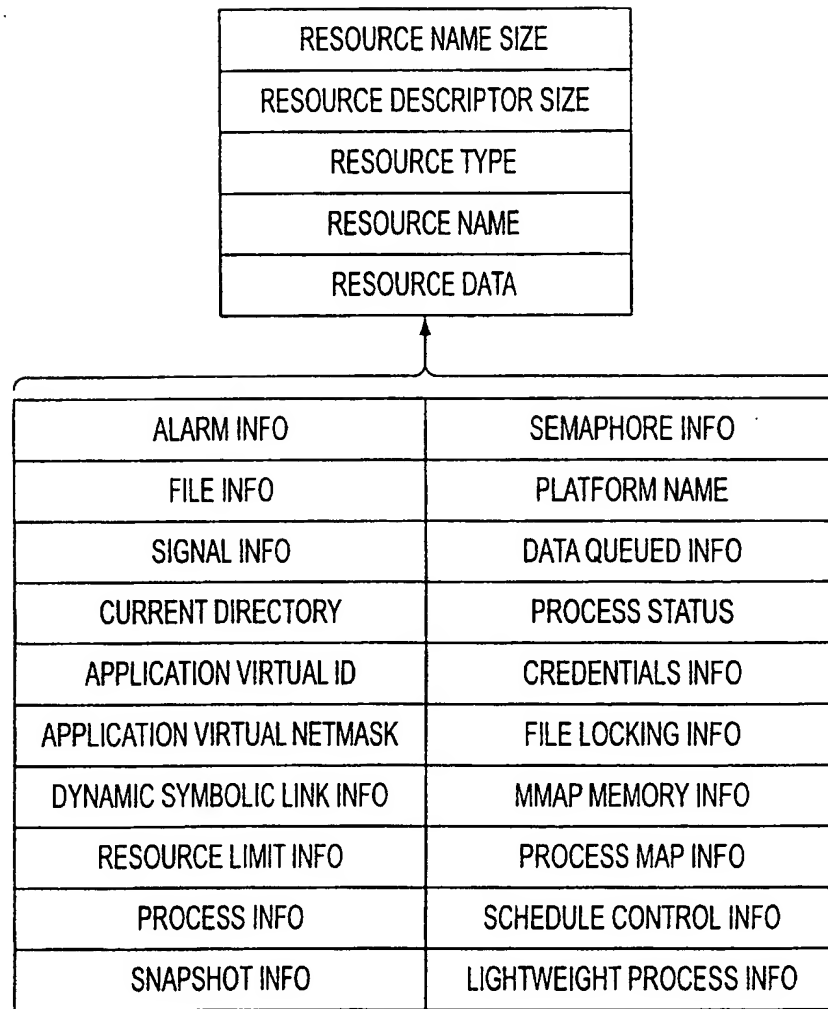 RESOURCE NAME SIZE
RESOURCE DESCRIPTOR SIZE
RESOURCE TYPE
RESOURCE NAME
RESOURCE DATA
ALARM INFO
SEMAPHORE INFO
FILE INFO
PLATFORM NAME
SIGNAL INFO
DATA QUEUED INFO
CURRENT DIRECTORY
PROCESS STATUS
APPLICATION VIRTUAL ID
CREDENTIALS INFO
APPLICATION VIRTUAL NETMASK
FILE LOCKING INFO
DYNAMIC SYMBOLIC LINK INFO
MMAP MEMORY INFO
RESOURCE LIMIT INFO
PROCESS MAP INFO
PROCESS INFO
SCHEDULE CONTROL INFO
SNAPSHOT INFO
LIGHTWEIGHT PROCESS INFO